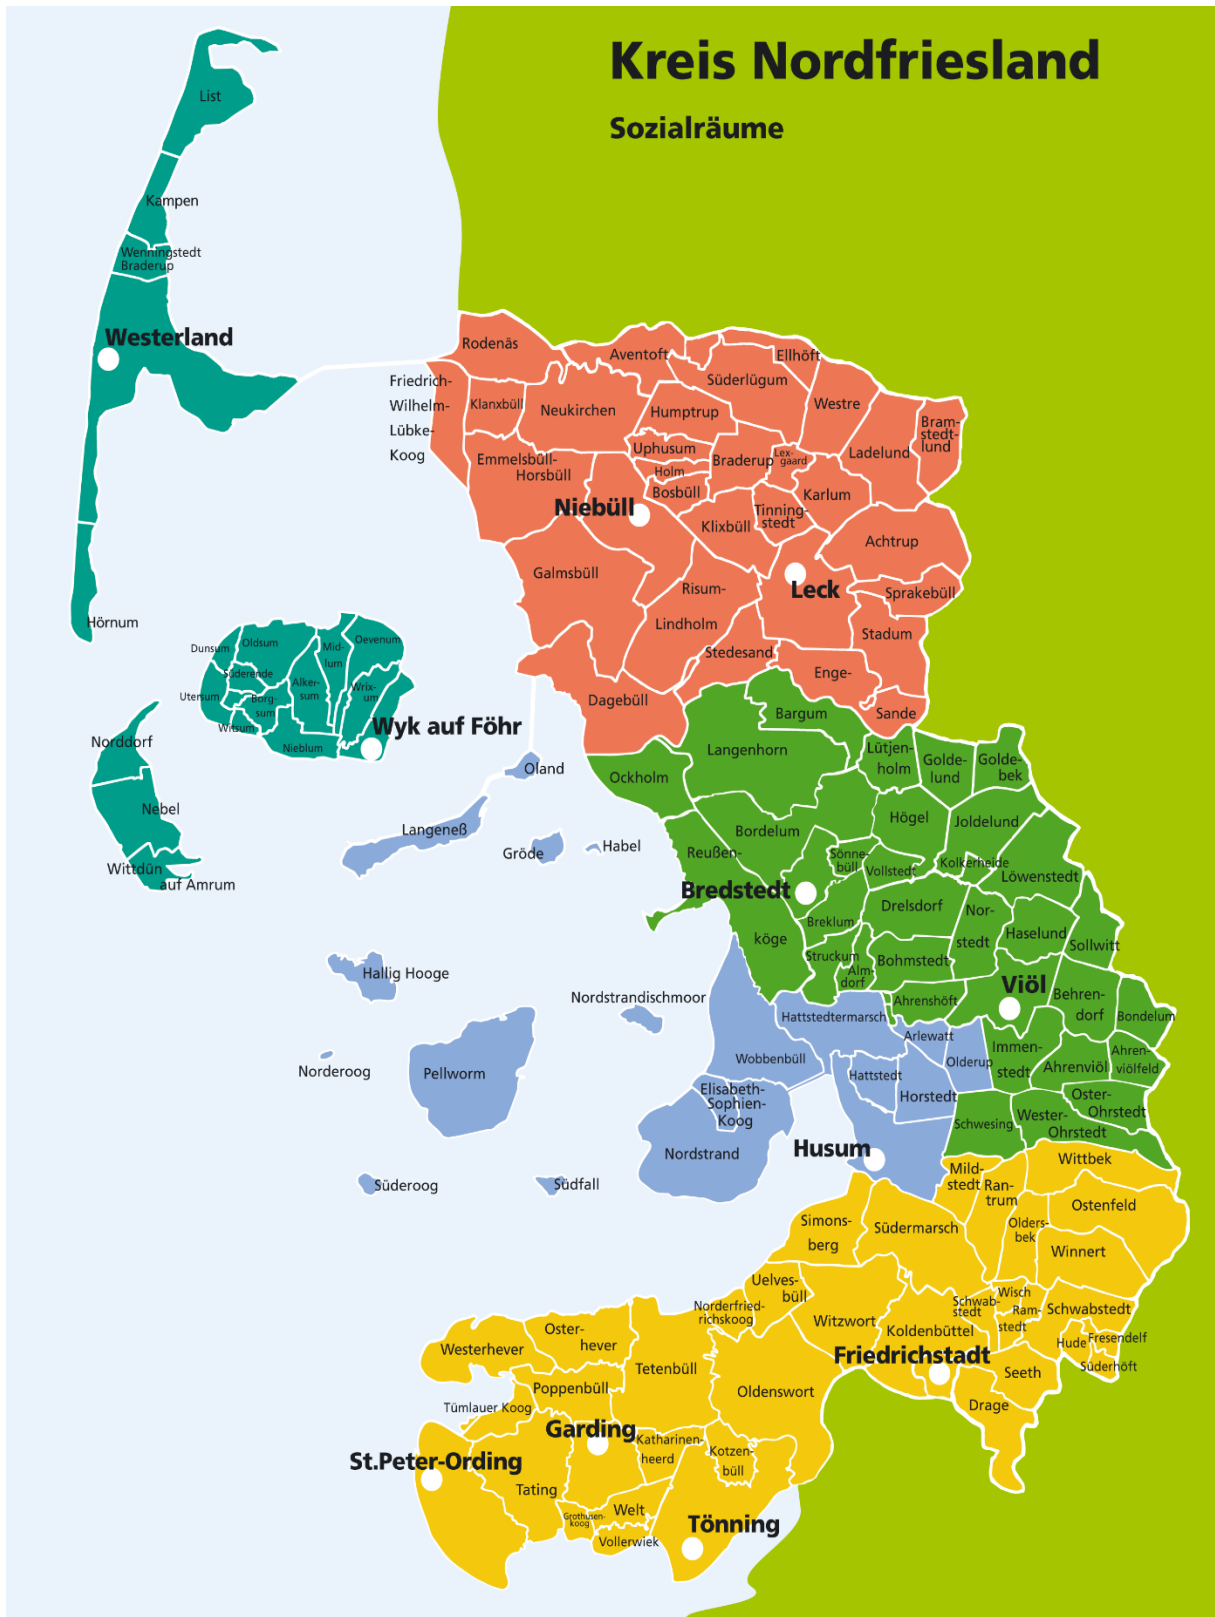 Kreis Nordfriesland
Sozialräume
List
Kampen
Wenningstedt
Braderup
Westerland
Hörnum
Rodenäs
Aventoft
Ellhöft
Süderlügum
Friedrich-
Wilhelm-
Lübke-
Koog
Klanxbüll
Neukirchen
Humptrup
Westre
Bram-
stedt-
lund
Ladelund
Uphusum
Holm
Bosbüll
Braderup
Lex-
gaard
Karlum
Emmelsbüll-
Horsbüll
Niebüll
Klixbüll
Tinning-
stedt
Achtrup
Galmsbüll
Risum-
Lindholm
Leck
Sprakebüll
Stadum
Stedesand
Enge-
Sande
Dagebüll
Dunsum
Oldsum
Mid-
lum
Oevenum
Süderende
Alker-
sum
Wrix-
um
Utersum
Borg-
sum
Witsum
Nieblum
Wyk auf Föhr
Norddorf
Nebel
Wittdün
auf Amrum
Bargum
Langenhorn
Ockholm
Lütjen-
holm
Golde-
lund
Golde-
bek
Oland
Langeneß
Gröde
Habel
Bordelum
Högel
Joldelund
Reußen-
köge
Sönne-
büll
Vollstedt
Kolkerheide
Löwenstedt
Bredstedt
Breklum
Drelsdorf
Nor-
stedt
Haselund
Sollwitt
Struckum
Alm-
dorf
Bohmstedt
Viöl
Behren-
dorf
Bondelum
Ahrenshöft
Hallig Hooge
Nordstrandischmoor
Hattstedtermarsch
Arlewatt
Olderup
Immen-
stedt
Ahrenviöl
Ahren-
viölfeld
Norderoog
Pellworm
Wobbenbüll
Hattstedt
Horstedt
Elisabeth-
Sophien-
Koog
Schwesing
Oster-
Ohrstedt
Wester-
Ohrstedt
Husum
Nordstrand
Süderoog
Südfall
Mild-
stedt
Ran-
trum
Wittbek
Ostenfeld
Simons-
berg
Südermarsch
Olders-
bek
Winnert
Uelves-
büll
Norderfried-
richskoog
Witzwort
Schwab-
stedt
Wisch
Ram-
stedt
Schwabstedt
Koldenbüttel
Hude
Fresendelf
Süderhöft
Friedrichstadt
Seeth
Drage
Westerhever
Oster-
hever
Tetenbüll
Poppenbüll
Oldenswort
Tümlauer Koog
Garding
Katharinen-
heerd
Kotzen-
büll
St.Peter-Ording
Tating
Grothusen-
koog
Welt
Vollerwiek
Tönning